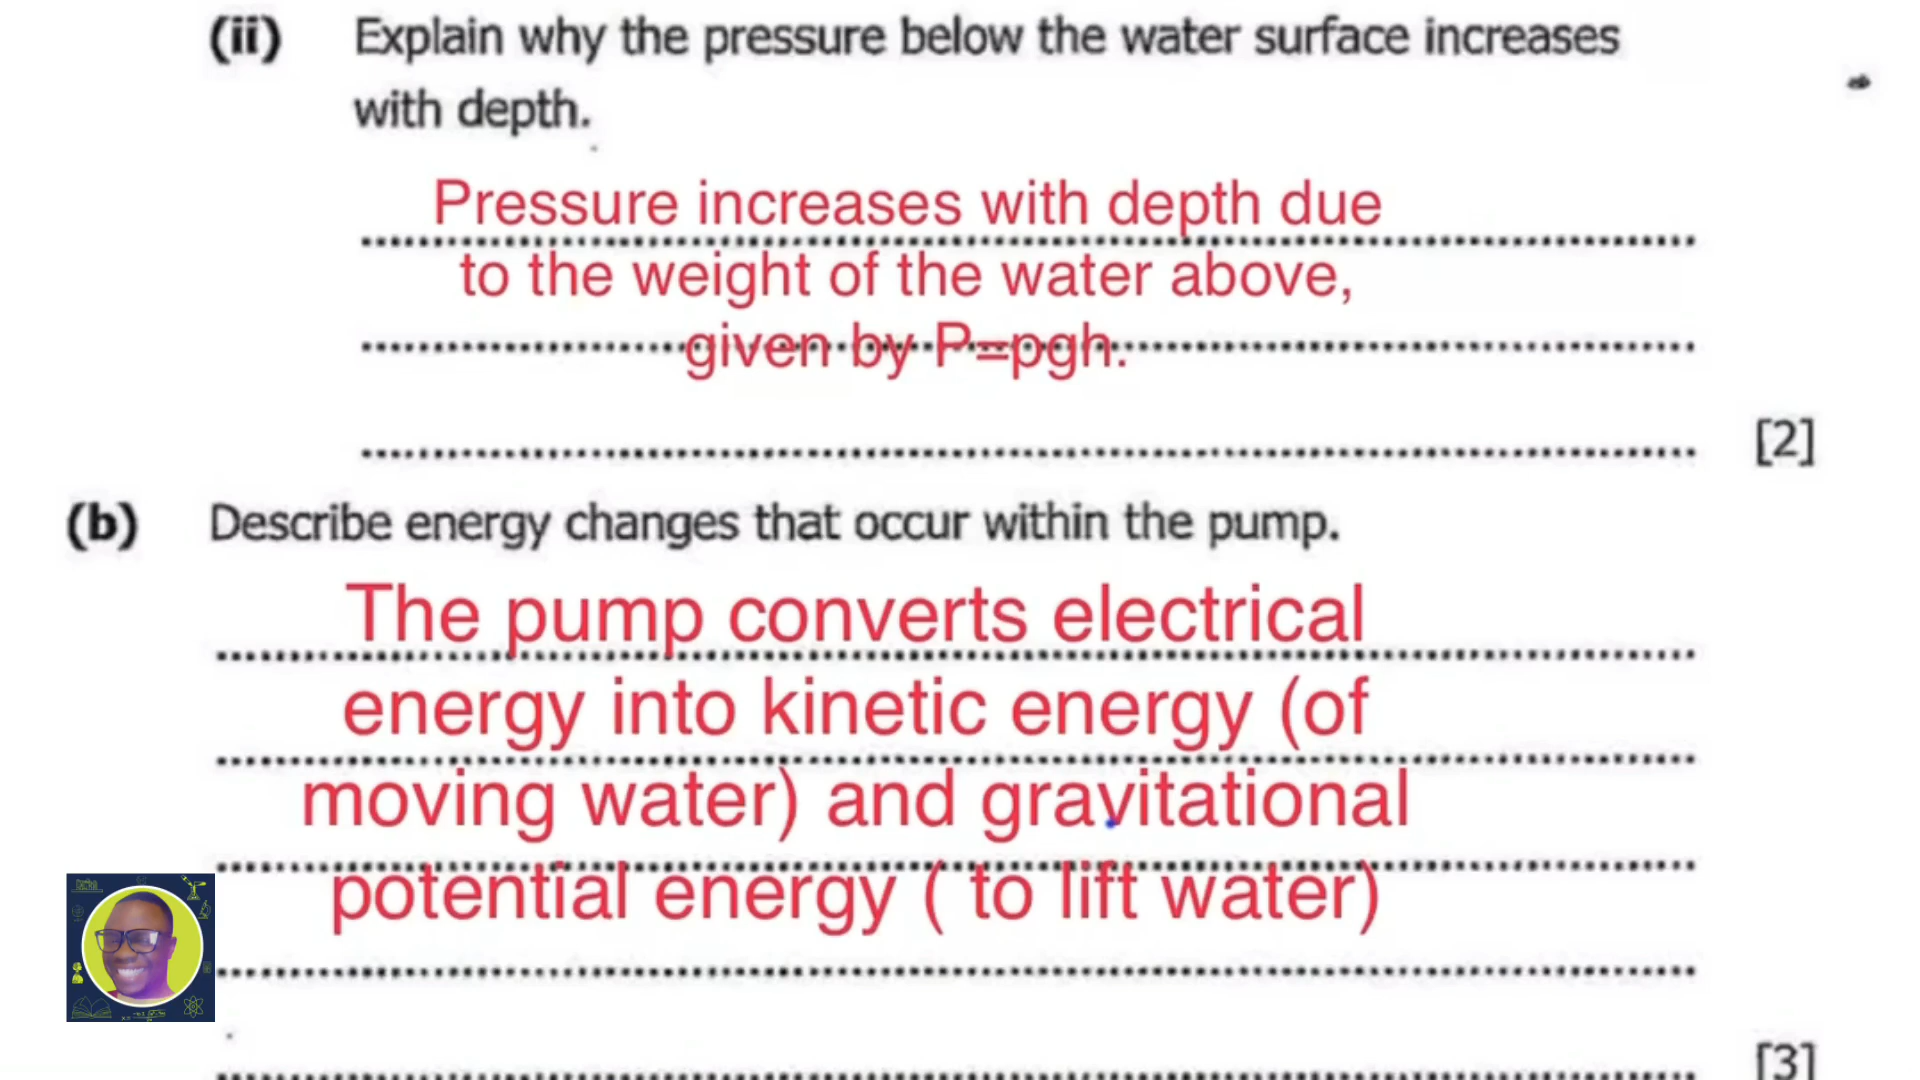 (ii) Explain why the pressure below the water surface increases
with depth.
Pressure increases with depth due
to the weight of the water above,
given by P=pgh.
[2]
(b) Describe energy changes that occur within the pump.
The pump converts electrical
energy into kinetic energy (of
moving water) and gravitational
potential energy ( to lift water)
[3]